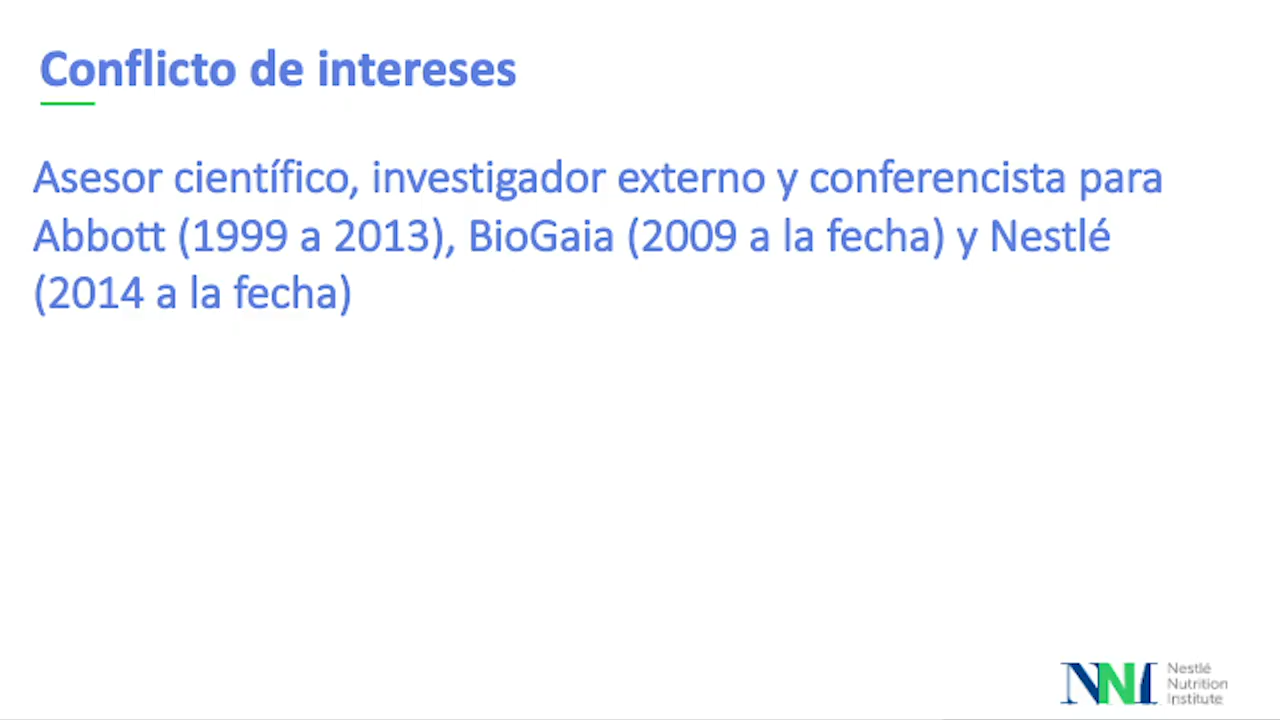 Conflicto de intereses
Asesor científico, investigador externo y conferencista para
Abbott (1999 a 2013), BioGaia (2009 a la fecha) y Nestlé
(2014 a la fecha)
NNI
Nestlé
Nutrition
Institute